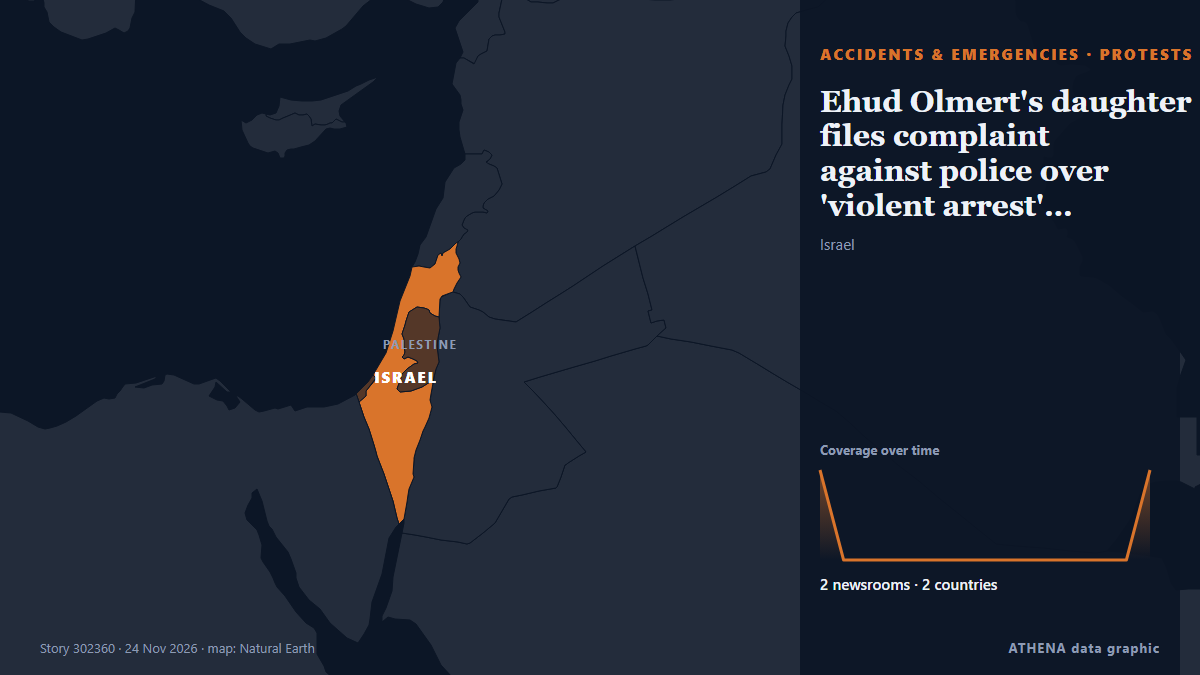 ACCIDENTS & EMERGENCIES · PROTESTS
Ehud Olmert's daughter
files complaint
against police over
'violent arrest'...
Israel
PALESTINE
ISRAEL
Coverage over time
2 newsrooms · 2 countries
Story 302360 · 24 Nov 2026 · map: Natural Earth
ATHENA data graphic